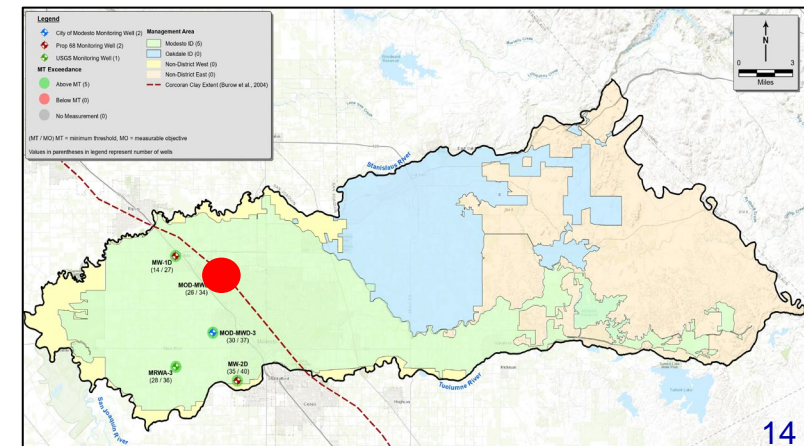 Legend
City of Modesto Monitoring Well (2)
Prop 68 Monitoring Well (2)
USGS Monitoring Well (1)
MT Exceedance
Above MT (5)
Below MT (0)
No Measurement (0)
Management Area
Modesto ID (5)
Oakdale ID (0)
Non-District West (0)
Non-District East (0)
Corcoran Clay Extent (Burow et al., 2004)
(MT / MO) MT = minimum threshold, MO = measurable objective
Values in parentheses in legend represent number of wells
N
0 3
Miles
Stanislaus River
MW-1D
(14 / 27)
MOD-MW
(26 / 34)
MOD-MWD-3
(30 / 37)
MRWA-3
(28 / 36)
MW-2D
(35 / 40)
Tuolumne River
San Joaquin River
14